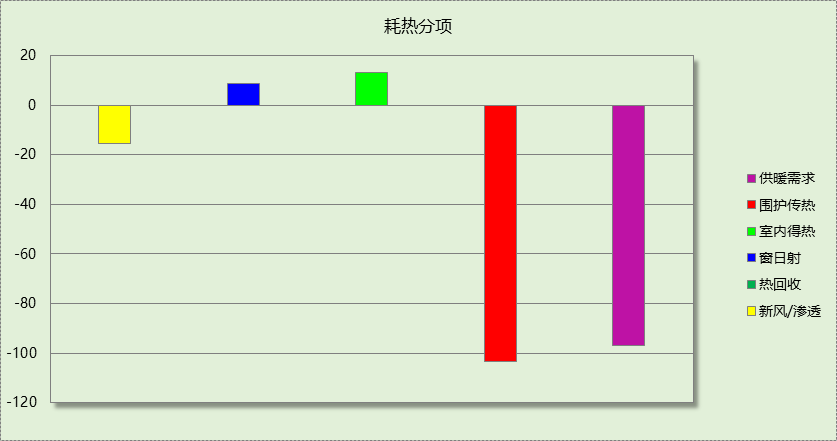 耗热分项
20
0
-20
-40
-60
-80
-100
-120
供暖需求
围护传热
室内得热
窗日射
热回收
新风/渗透